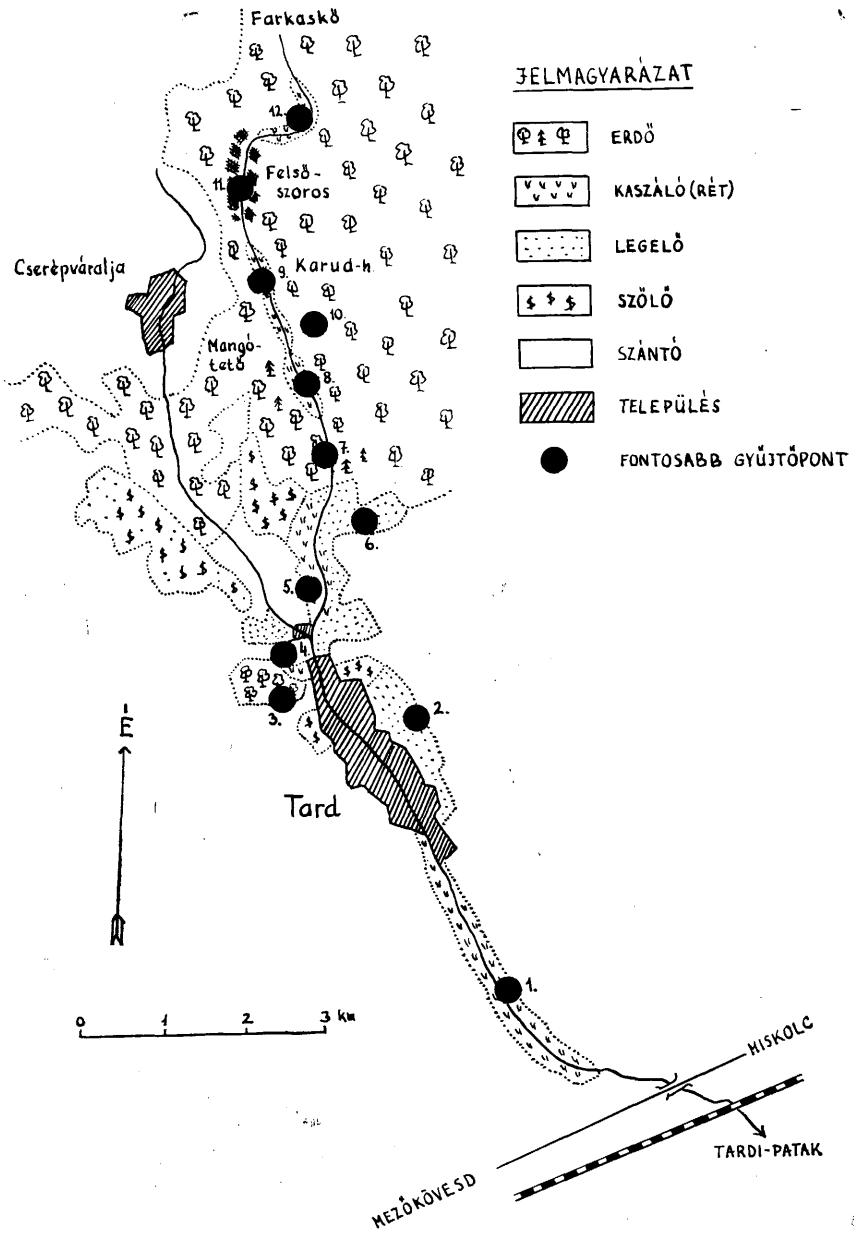 Farkaskő
JELMAGYARÁZAT
ERDŐ
KASZÁLÓ(RÉT)
LEGELŐ
SZŐLŐ
SZÁNTÓ
TELEPÜLÉS
FONTOSABB GYŰJTŐPONT
12.
11.
Felső-
szoros
Cserépváralja
9.
Karud-h.
10.
Mangó-
tető
8.
7.
6.
5.
4.
3.
2.
É
Tard
1.
0 1 2 3 km
MISKOLC
TARDI-PATAK
MEZŐKÖVESD